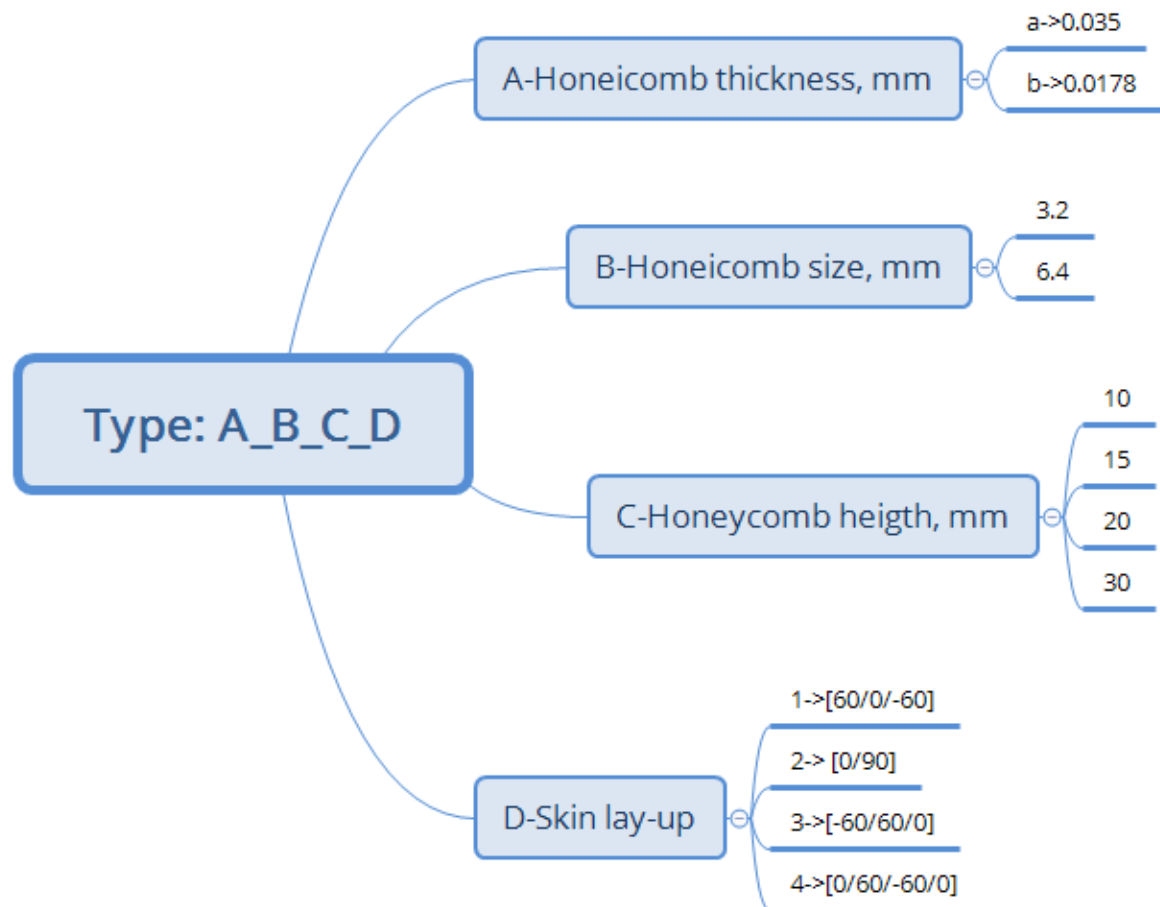 a->0.035
A-Honeicomb thickness, mm
b->0.0178
3.2
B-Honeicomb size, mm
6.4
Type: A_B_C_D
10
15
C-Honeycomb heigth, mm
20
30
1->[60/0/-60]
2-> [0/90]
D-Skin lay-up
3->[-60/60/0]
4->[0/60/-60/0]